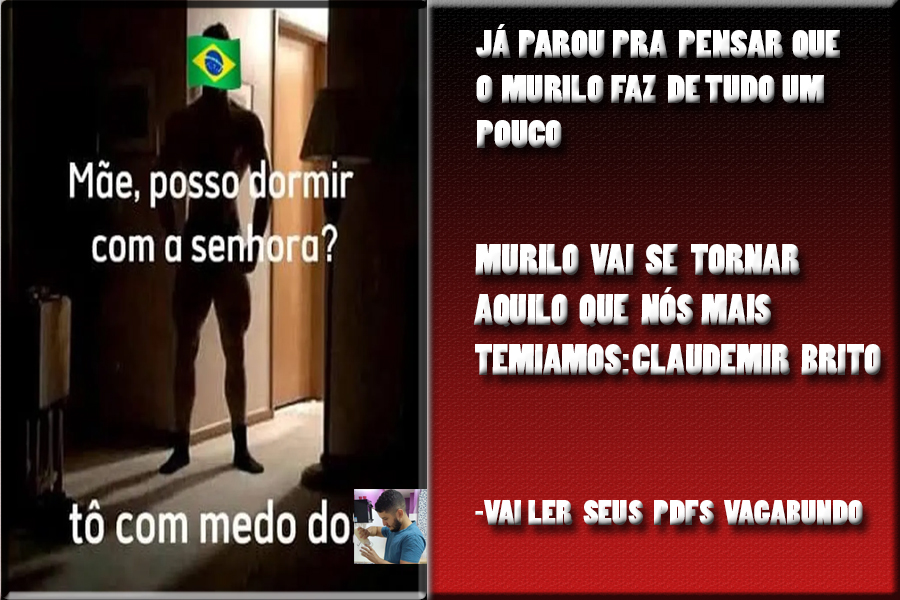 Mãe, posso dormir
com a senhora?
tô com medo do
JÁ PAROU PRA PENSAR QUE
O MURILO FAZ DE TUDO UM
POUCO
MURILO VAI SE TORNAR
AQUILO QUE NÓS MAIS
TEMIAMOS:CLAUDEMIR BRITO
-VAI LER SEUS PDFS VAGABUNDO